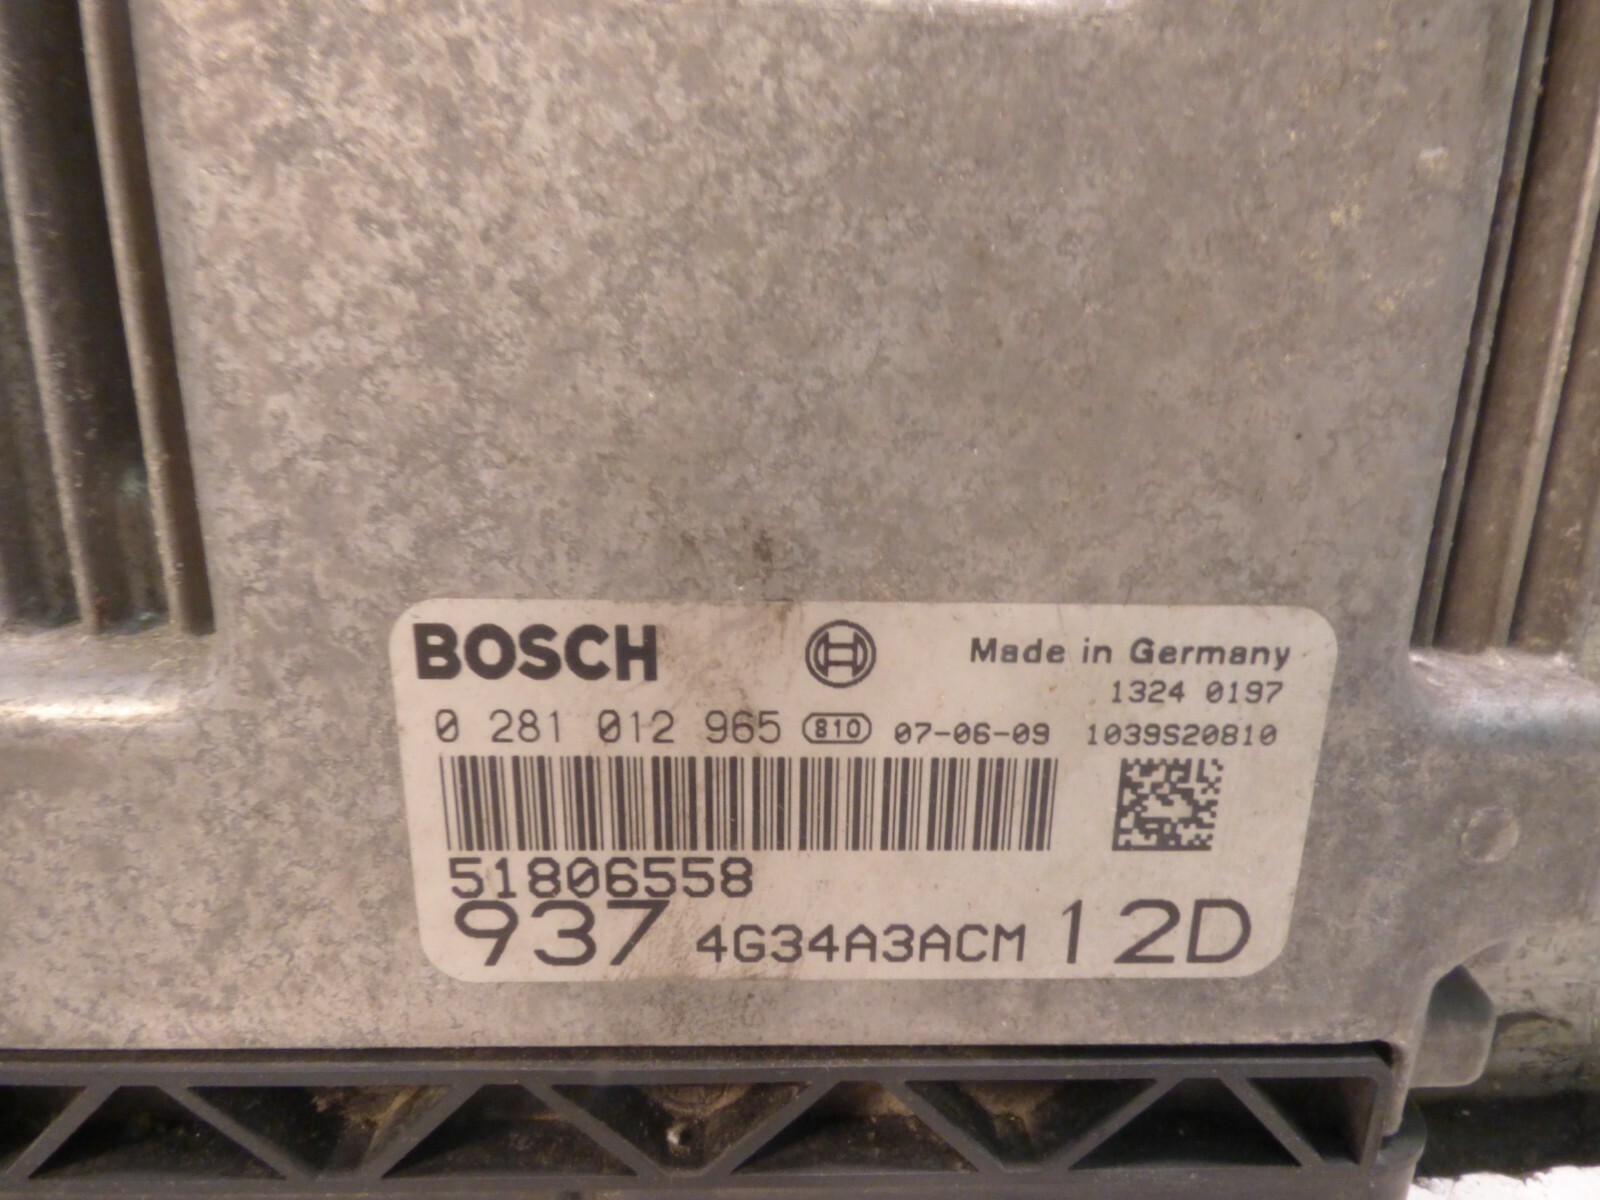 BOSCH Made in Germany
1324 0197
0 281 012 965 810 07-06-09 1039S20810
51806558
937 4G34A3ACM 12D